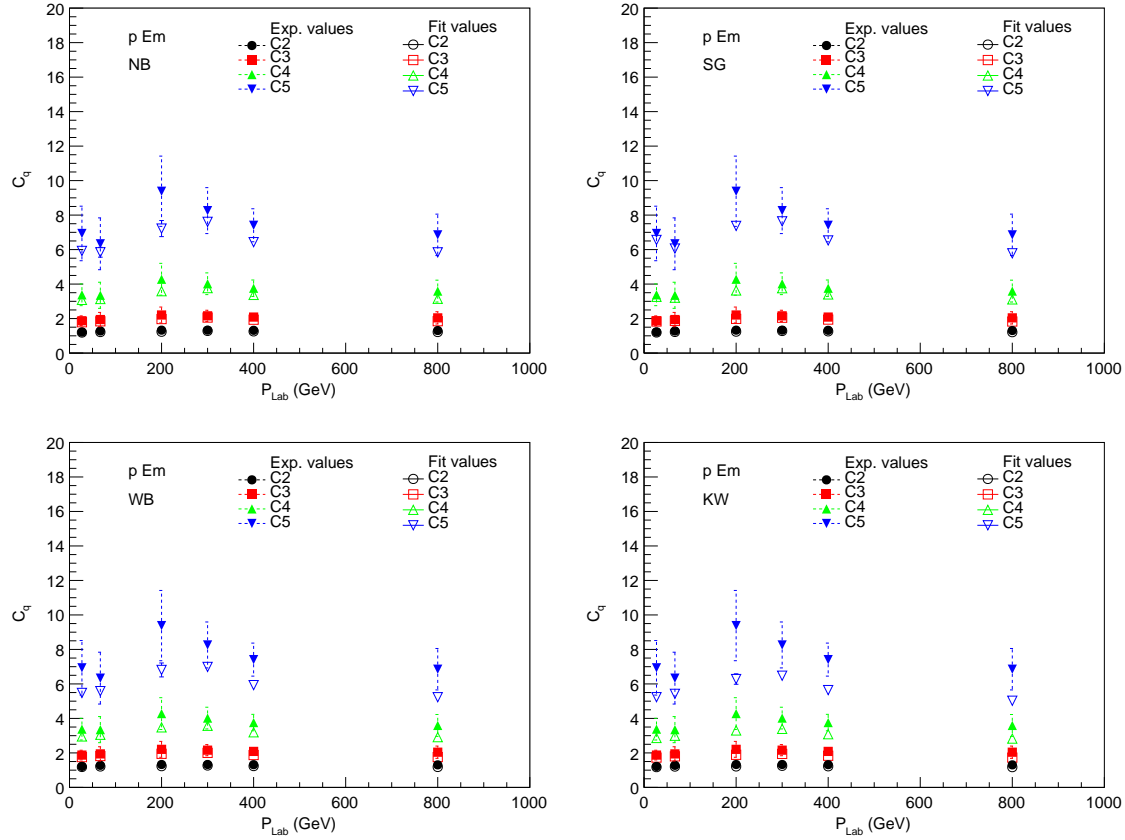 p Em
NB
Exp. values
C2
C3
C4
C5
Fit values
C2
C3
C4
C5
C_q
20
18
16
14
12
10
8
6
4
2
0
0 200 400 600 800 1000
P_Lab (GeV)
p Em
SG
Exp. values
C2
C3
C4
C5
Fit values
C2
C3
C4
C5
C_q
20
18
16
14
12
10
8
6
4
2
0
0 200 400 600 800 1000
P_Lab (GeV)
p Em
WB
Exp. values
C2
C3
C4
C5
Fit values
C2
C3
C4
C5
C_q
20
18
16
14
12
10
8
6
4
2
0
0 200 400 600 800 1000
P_Lab (GeV)
p Em
KW
Exp. values
C2
C3
C4
C5
Fit values
C2
C3
C4
C5
C_q
20
18
16
14
12
10
8
6
4
2
0
0 200 400 600 800 1000
P_Lab (GeV)